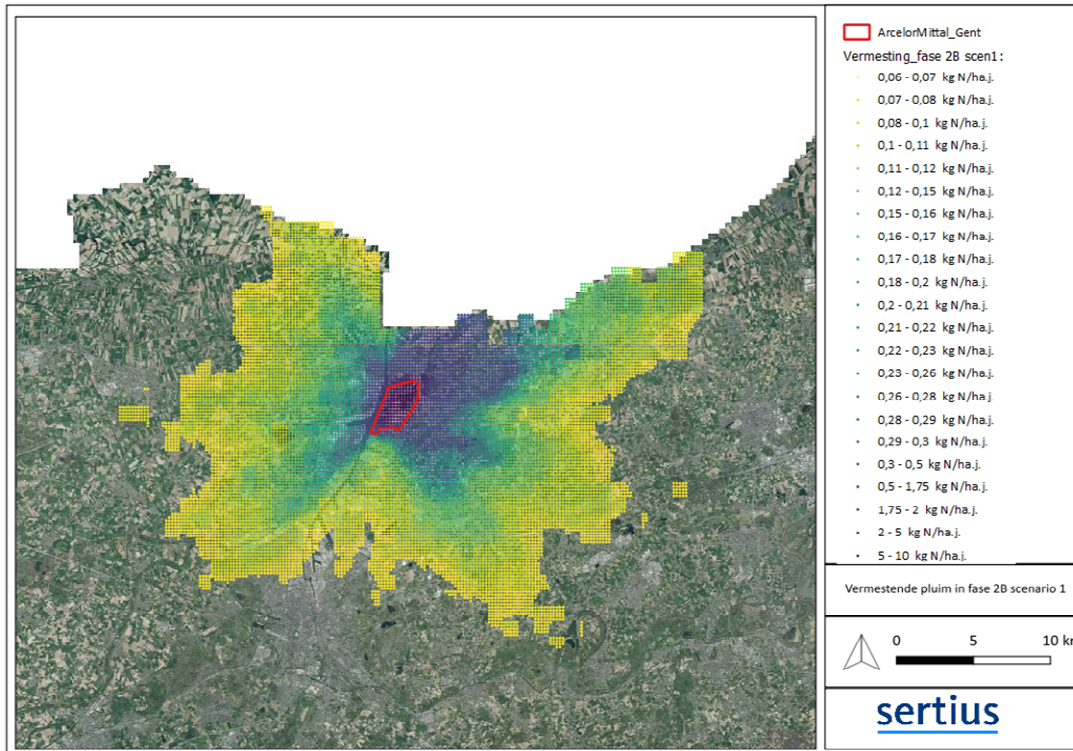 ArcelorMittal_Gent
Vermesting_fase 2B scen1:
0,06 - 0,07 kg N/ha.j.
0,07 - 0,08 kg N/ha.j.
0,08 - 0,1 kg N/ha.j.
0,1 - 0,11 kg N/ha.j.
0,11 - 0,12 kg N/ha.j.
0,12 - 0,15 kg N/ha.j.
0,15 - 0,16 kg N/ha.j.
0,16 - 0,17 kg N/ha.j.
0,17 - 0,18 kg N/ha.j.
0,18 - 0,2 kg N/ha.j.
0,2 - 0,21 kg N/ha.j.
0,21 - 0,22 kg N/ha.j.
0,22 - 0,23 kg N/ha.j.
0,23 - 0,26 kg N/ha.j.
0,26 - 0,28 kg N/ha.j.
0,28 - 0,29 kg N/ha.j.
0,29 - 0,3 kg N/ha.j.
0,3 - 0,5 kg N/ha.j.
0,5 - 1,75 kg N/ha.j.
1,75 - 2 kg N/ha.j.
2 - 5 kg N/ha.j.
5 - 10 kg N/ha.j.
Vermestende pluim in fase 2B scenario 1
0 5 10 km
sertius